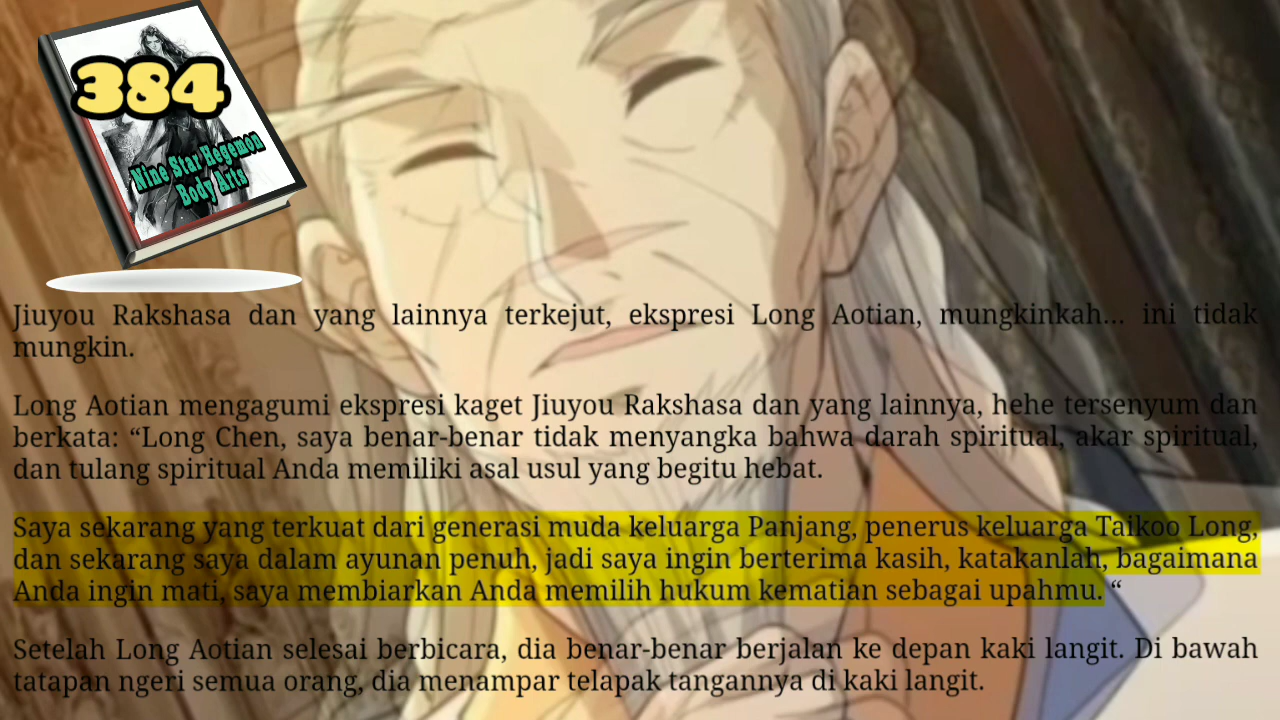 384
Nine Star Hegemon
Body Arts
Jiuyou Rakshasa dan yang lainnya terkejut, ekspresi Long Aotian, mungkinkah... ini tidak
mungkin.
Long Aotian mengagumi ekspresi kaget Jiuyou Rakshasa dan yang lainnya, hehe tersenyum dan
berkata: “Long Chen, saya benar-benar tidak menyangka bahwa darah spiritual, akar spiritual,
dan tulang spiritual Anda memiliki asal usul yang begitu hebat.
Saya sekarang yang terkuat dari generasi muda keluarga Panjang, penerus keluarga Taikoo Long,
dan sekarang saya dalam ayunan penuh, jadi saya ingin berterima kasih, katakanlah, bagaimana
Anda ingin mati, saya membiarkan Anda memilih hukum kematian sebagai upahmu. “
Setelah Long Aotian selesai berbicara, dia benar-benar berjalan ke depan kaki langit. Di bawah
tatapan ngeri semua orang, dia menampar telapak tangannya di kaki langit.